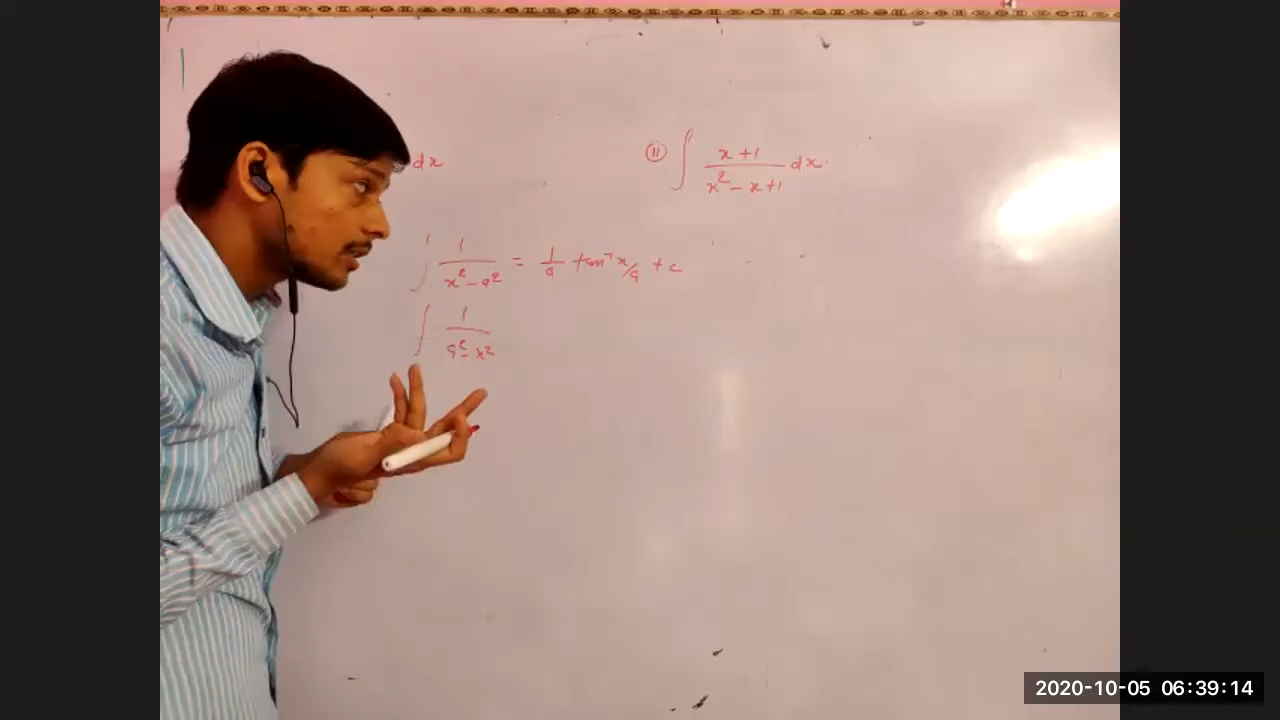 dx
(ii) ∫ x+1 / x² - x+1 dx.
∫ 1 / x² - a² = 1/a tan⁻¹ x/a + c
∫ 1 / a² - x²
2020-10-05 06:39:14